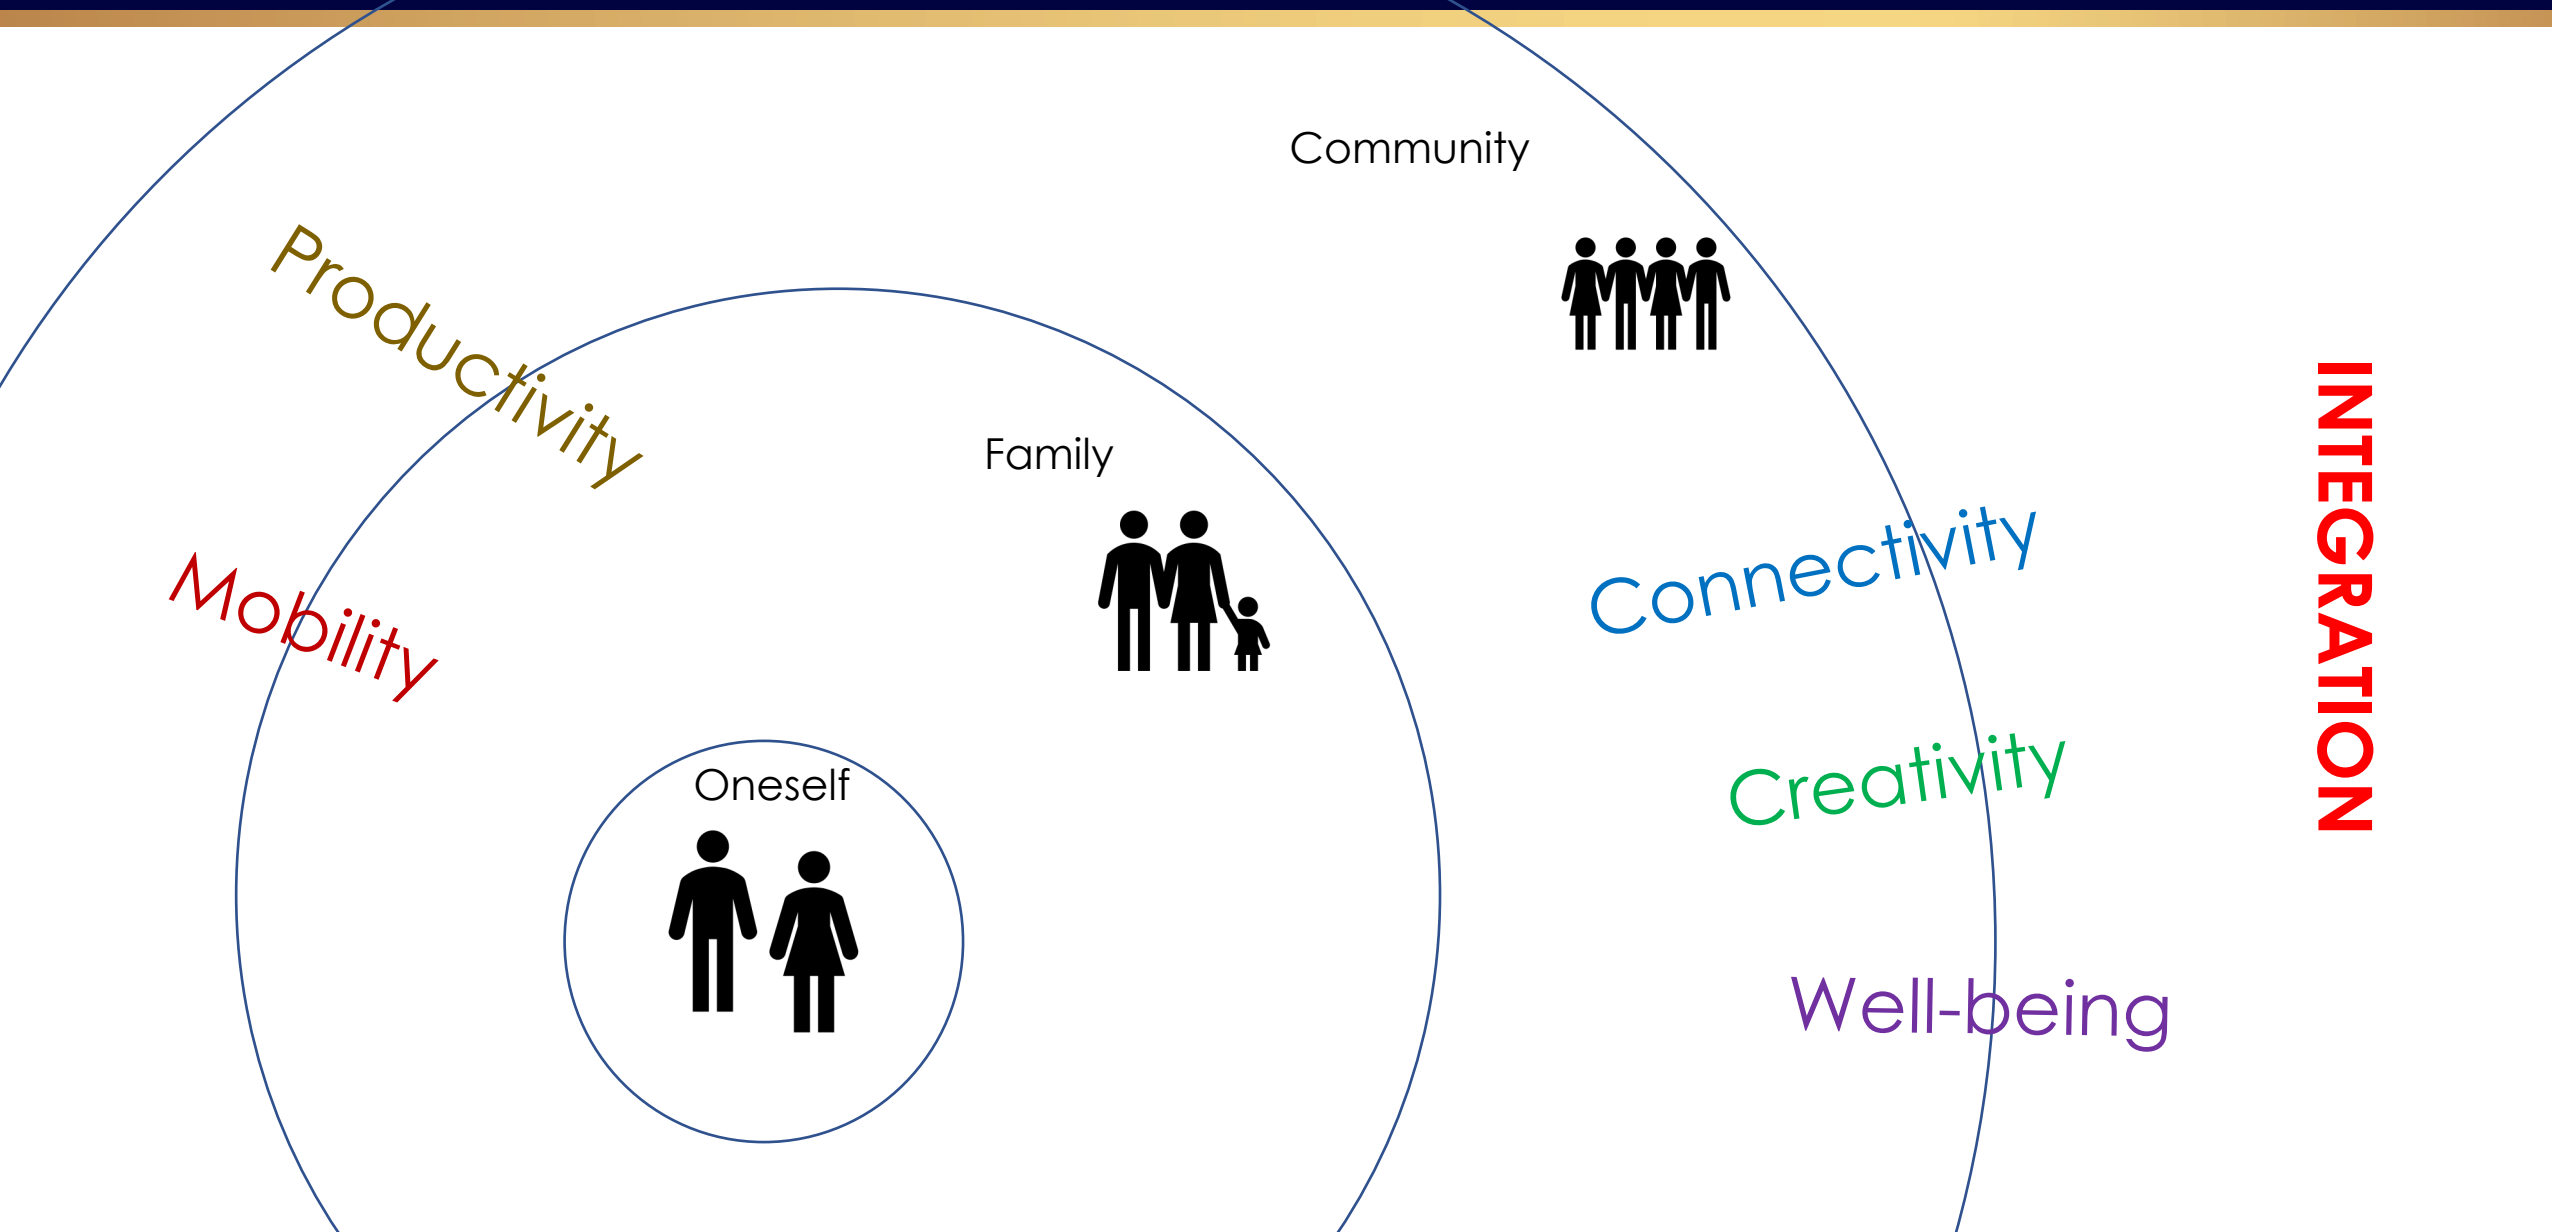 Community
Productivity
Family
Mobility
Connectivity
INTEGRATION
Oneself
Creativity
Well-being